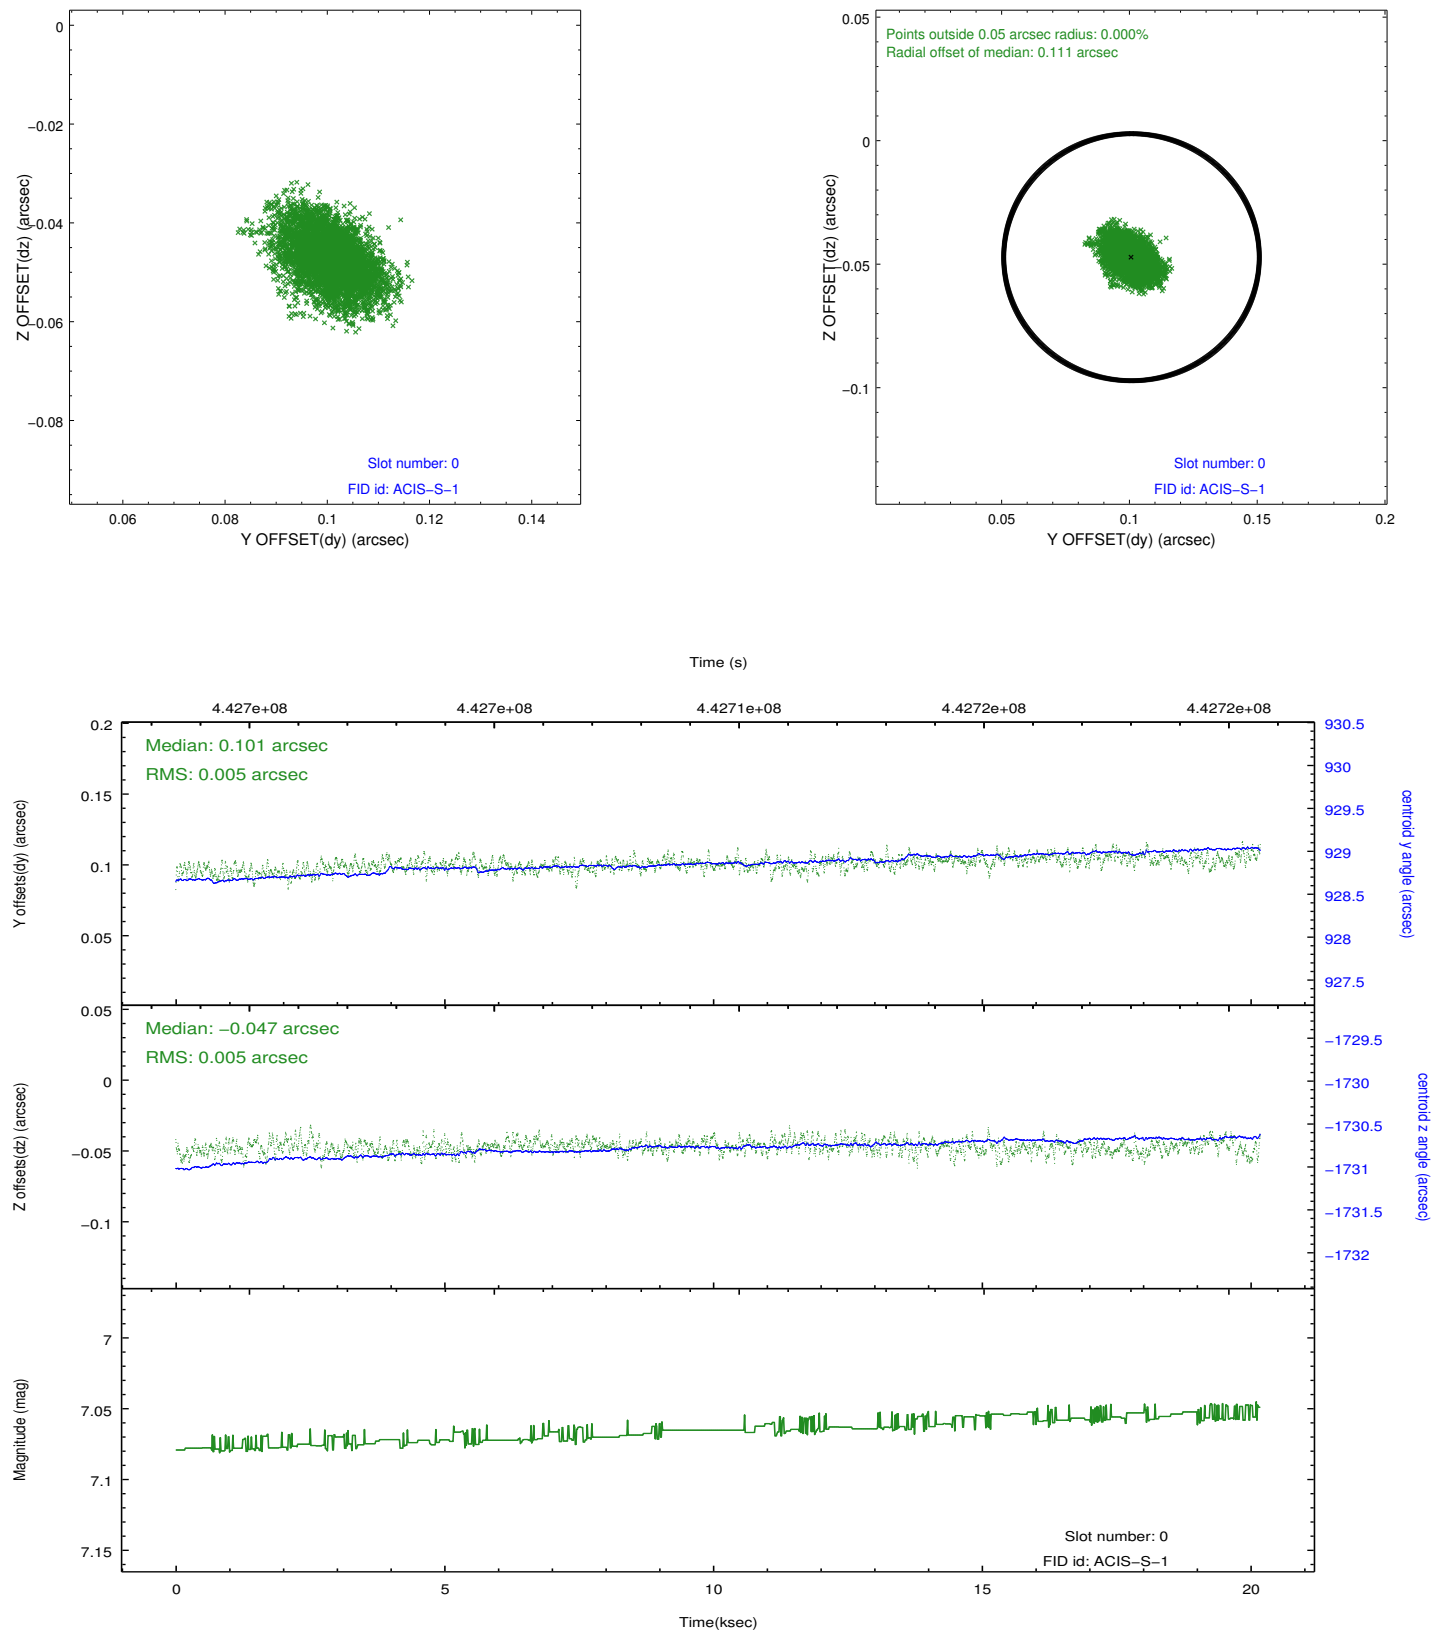 0
−0.02
−0.04
−0.06
−0.08
Z OFFSET(dz) (arcsec)
Slot number: 0
FID id: ACIS−S−1
0.06
0.08
0.1
0.12
0.14
Y OFFSET(dy) (arcsec)
0.05
0
−0.05
−0.1
Z OFFSET(dz) (arcsec)
Points outside 0.05 arcsec radius: 0.000%
Radial offset of median: 0.111 arcsec
Slot number: 0
FID id: ACIS−S−1
0.05
0.1
0.15
0.2
Y OFFSET(dy) (arcsec)
Time (s)
4.427e+08
4.427e+08
4.4271e+08
4.4272e+08
4.4272e+08
0.2
0.15
0.1
0.05
Y offsets(dy) (arcsec)
Median: 0.101 arcsec
RMS: 0.005 arcsec
930.5
930
929.5
929
928.5
928
927.5
centroid y angle (arcsec)
0.05
0
−0.05
−0.1
Z offsets(dz) (arcsec)
Median: −0.047 arcsec
RMS: 0.005 arcsec
−1729.5
−1730
−1730.5
−1731
−1731.5
−1732
centroid z angle (arcsec)
7
7.05
7.1
7.15
Magnitude (mag)
Slot number: 0
FID id: ACIS−S−1
0
5
10
15
20
Time(ksec)